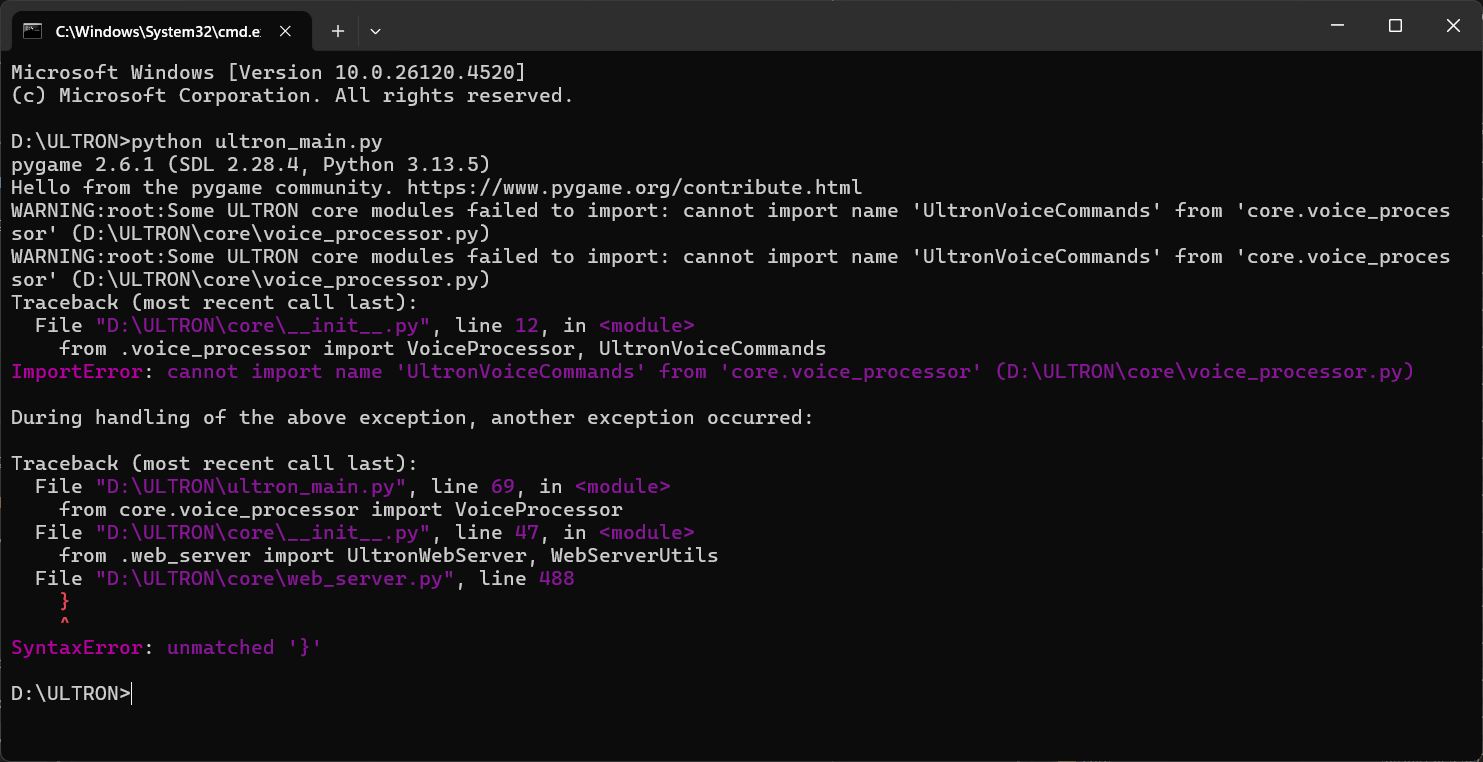 C:\Windows\System32\cmd.e
Microsoft Windows [Version 10.0.26120.4520]
(c) Microsoft Corporation. All rights reserved.
D:\ULTRON>python ultron_main.py
pygame 2.6.1 (SDL 2.28.4, Python 3.13.5)
Hello from the pygame community. https://www.pygame.org/contribute.html
WARNING:root:Some ULTRON core modules failed to import: cannot import name 'UltronVoiceCommands' from 'core.voice_proces
sor' (D:\ULTRON\core\voice_processor.py)
WARNING:root:Some ULTRON core modules failed to import: cannot import name 'UltronVoiceCommands' from 'core.voice_proces
sor' (D:\ULTRON\core\voice_processor.py)
Traceback (most recent call last):
  File "D:\ULTRON\core\__init__.py", line 12, in <module>
    from .voice_processor import VoiceProcessor, UltronVoiceCommands
ImportError: cannot import name 'UltronVoiceCommands' from 'core.voice_processor' (D:\ULTRON\core\voice_processor.py)
During handling of the above exception, another exception occurred:
Traceback (most recent call last):
  File "D:\ULTRON\ultron_main.py", line 69, in <module>
    from core.voice_processor import VoiceProcessor
  File "D:\ULTRON\core\__init__.py", line 47, in <module>
    from .web_server import UltronWebServer, WebServerUtils
  File "D:\ULTRON\core\web_server.py", line 488
    }
    ^
SyntaxError: unmatched '}'
D:\ULTRON>